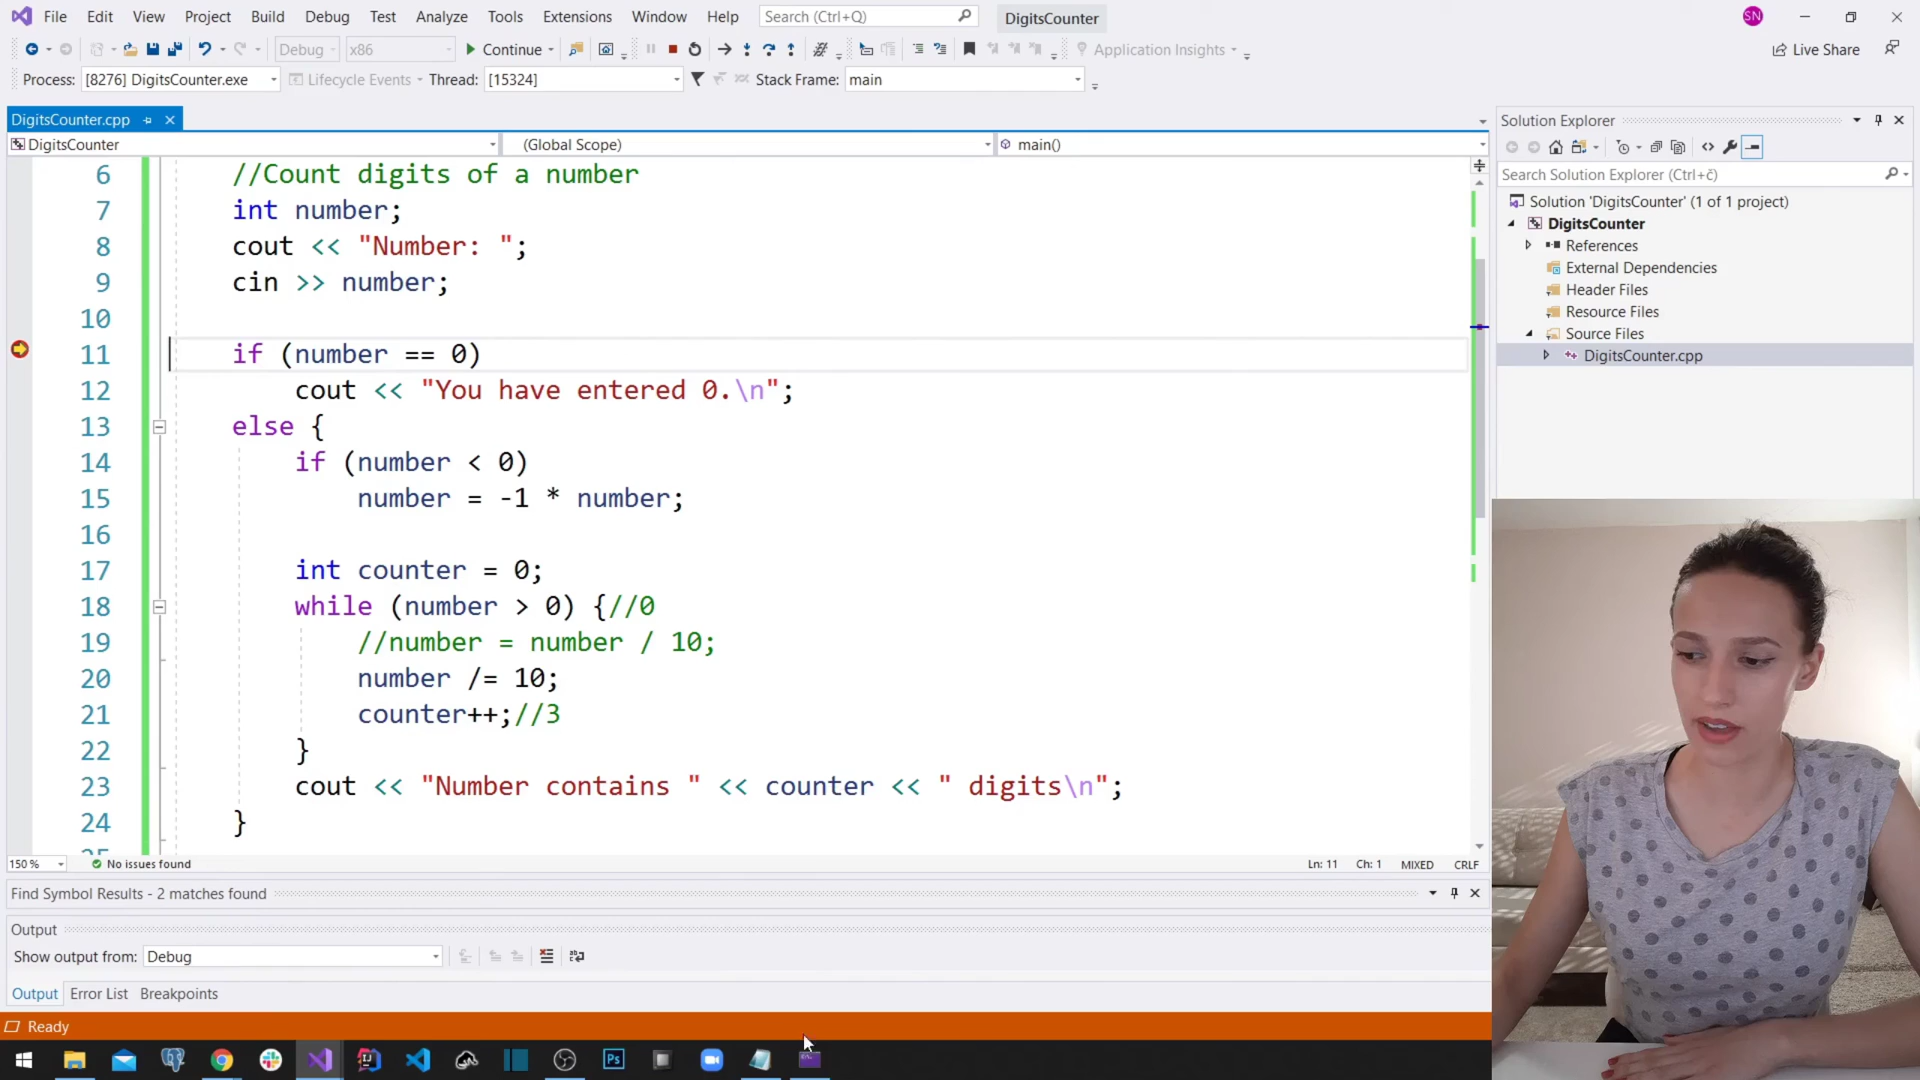 File Edit View Project Build Debug Test Analyze Tools Extensions Window Help Search (Ctrl+Q) DigitsCounter SN
Debug x86 Continue Application Insights Live Share
Process: [8276] DigitsCounter.exe Lifecycle Events Thread: [15324] Stack Frame: main
DigitsCounter.cpp
DigitsCounter (Global Scope) main()
6 //Count digits of a number
7 int number;
8 cout << "Number: ";
9 cin >> number;
10
11 if (number == 0)
12 cout << "You have entered 0.\n";
13 else {
14 if (number < 0)
15 number = -1 * number;
16
17 int counter = 0;
18 while (number > 0) {//0
19 //number = number / 10;
20 number /= 10;
21 counter++;//3
22 }
23 cout << "Number contains " << counter << " digits\n";
24 }
25
150 % No issues found Ln: 11 Ch: 1 MIXED CRLF
Find Symbol Results - 2 matches found
Output
Show output from: Debug
Output Error List Breakpoints
Ready
Ps
Solution Explorer
Search Solution Explorer (Ctrl+č)
Solution 'DigitsCounter' (1 of 1 project)
DigitsCounter
References
External Dependencies
Header Files
Resource Files
Source Files
DigitsCounter.cpp